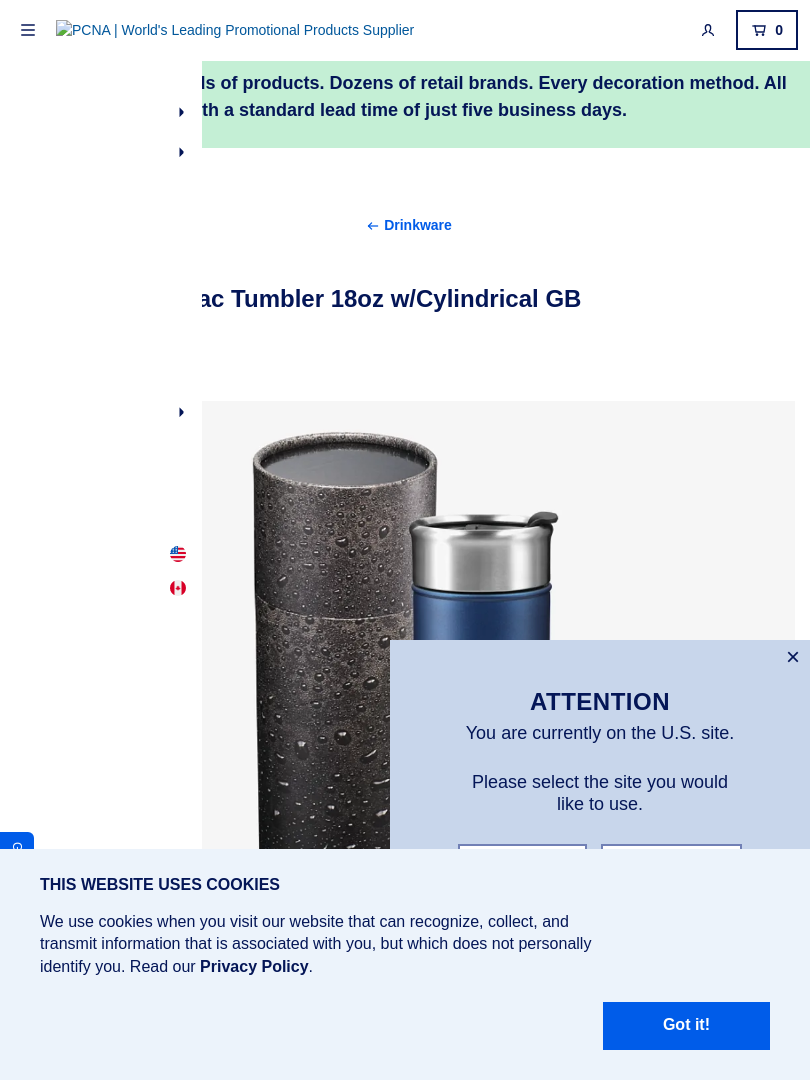 PCNA | World's Leading Promotional Products Supplier
0
of products. Dozens of retail brands. Every decoration method. All
a standard lead time of just five business days.
Drinkware
Tumbler 18oz w/Cylindrical GB
ATTENTION
You are currently on the U.S. site.
Please select the site you would
like to use.
THIS WEBSITE USES COOKIES
We use cookies when you visit our website that can recognize, collect, and
transmit information that is associated with you, but which does not personally
identify you. Read our Privacy Policy.
Got it!